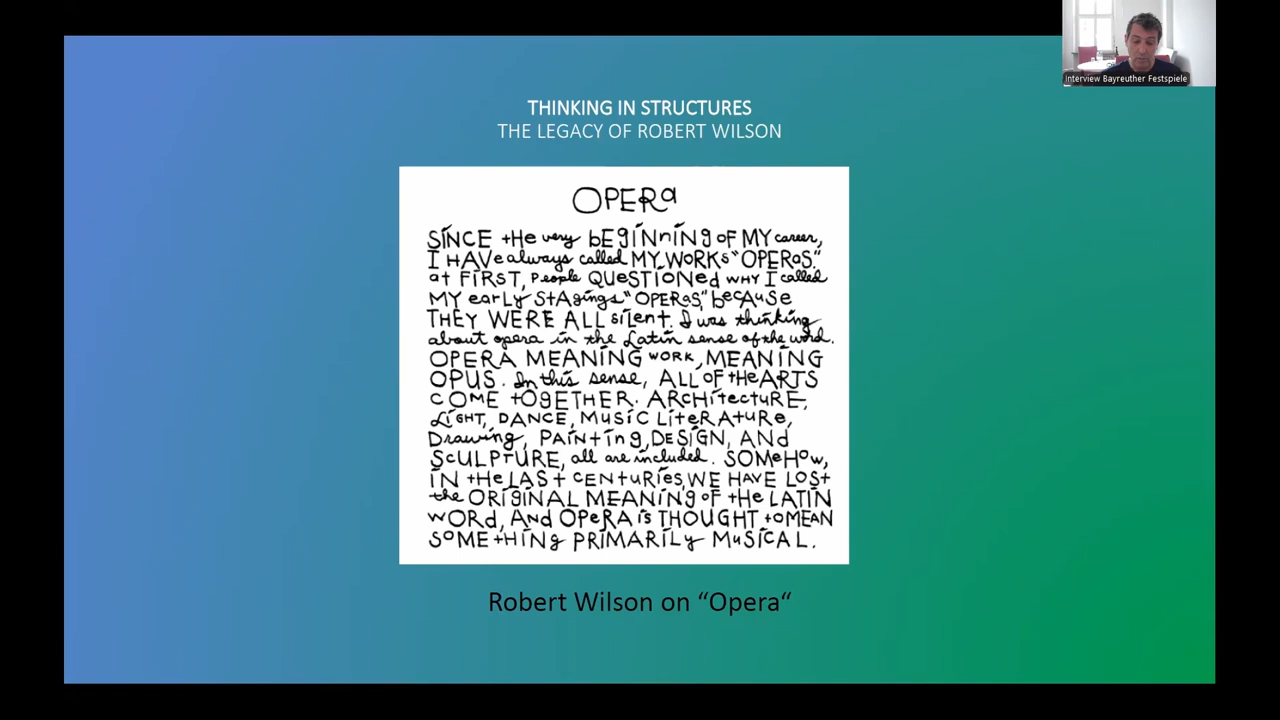 Interview Bayreuther Festspiele
THINKING IN STRUCTURES
THE LEGACY OF ROBERT WILSON
OPERa
SINCE tHe very bEgINnINg oF MY career,
I HAVe always called MY WORKs "OPERas."
at FIRST, People QUESTIONed WHY I called
MY earLy StAgings "OPERas," becAUse
THEY WERE ALL siLent. I was thinking
about opera in the Latin sense of the word.
OPERA MEANING WORK, MEANING
OPUS. In this sense, ALL OF tHe ARTS
COME tOGETHER. ARCHitectuRE,
LiGHT, DANCE, MUSIC LiteRAtuRe,
Drawing, PAINting, DESIGN, ANd
ScULPTURE, all are included. SOMeHow,
IN tHe LASt centuRies, WE HAVE LOSt
the ORIGINAL MEANINg oF tHe LATIN
wORd, ANd OPeRA is THOUGHT to MEAN
SOMEtHINg PRIMARILy MUSICAL.
Robert Wilson on “Opera“